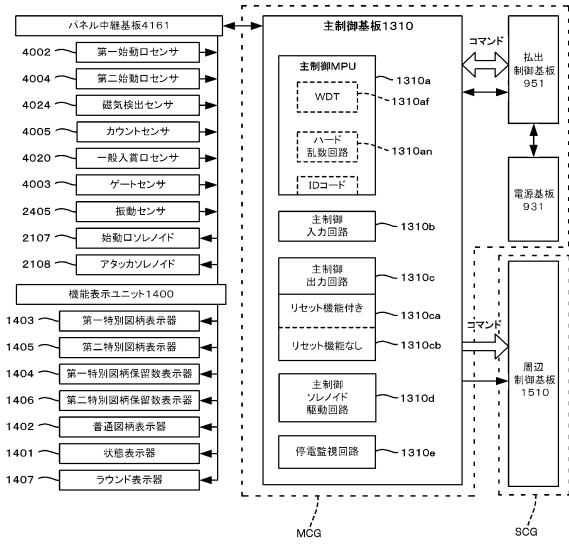 パネル中継基板4161
4002
第一始動口センサ
4004
第二始動口センサ
4024
磁気検出センサ
4005
カウントセンサ
4020
一般入賞口センサ
4003
ゲートセンサ
2405
振動センサ
2107
始動口ソレノイド
2108
アタッカソレノイド
機能表示ユニット1400
1403
第一特別図柄表示器
1405
第二特別図柄表示器
1404
第一特別図柄保留数表示器
1406
第二特別図柄保留数表示器
1402
普通図柄表示器
1401
状態表示器
1407
ラウンド表示器
主制御基板1310
主制御MPU
1310a
WDT
1310af
ハード
乱数回路
1310an
IDコード
主制御
入力回路
1310b
主制御
出力回路
1310c
リセット機能付き
1310ca
リセット機能なし
1310cb
主制御
ソレノイド
駆動回路
1310d
停電監視回路
1310e
コマンド
払出
制御基板
951
電源基板
931
コマンド
周辺
制御基板
1510
MCG
SCG